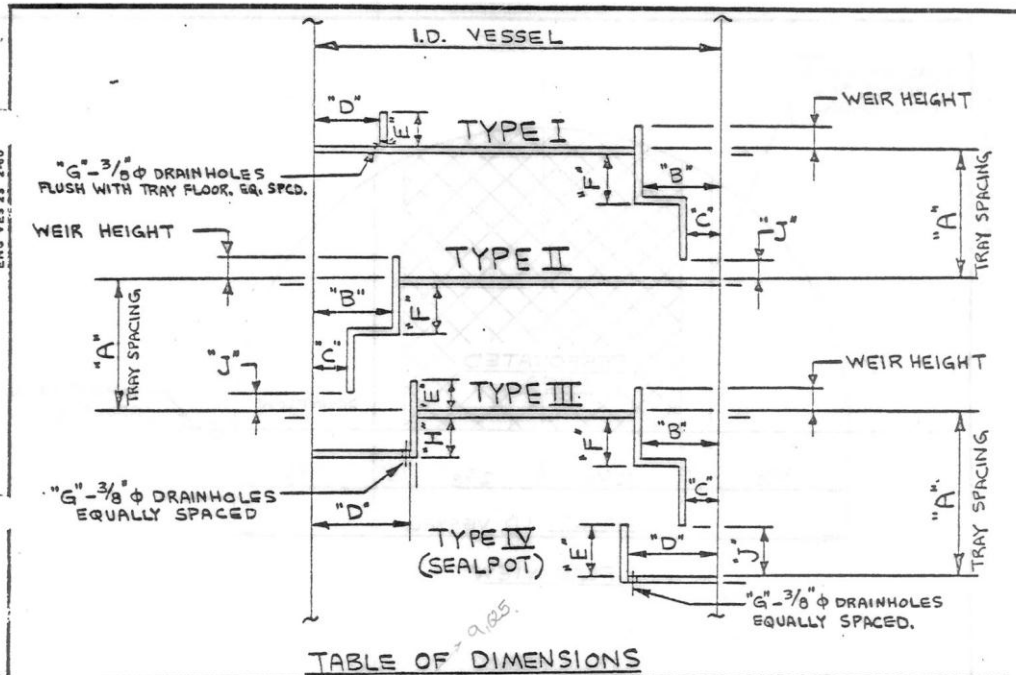 I.D. VESSEL
"D"
"E"
TYPE I
WEIR HEIGHT
"G"-3/8"φ DRAINHOLES
FLUSH WITH TRAY FLOOR. EQ. SPCD.
"F"
"B"
"C"
"J"
"A"
TRAY SPACING
WEIR HEIGHT
TYPE II
"B"
"F"
"C"
"A"
TRAY SPACING
"J"
WEIR HEIGHT
"E"
TYPE III
"H"
"F"
"B"
"C"
"A"
TRAY SPACING
"G"-3/8"φ DRAINHOLES
EQUALLY SPACED
"D"
TYPE IV
(SEALPOT)
"E"
"D"
"J"
"G"-3/8"φ DRAINHOLES
EQUALLY SPACED.
TABLE OF DIMENSIONS